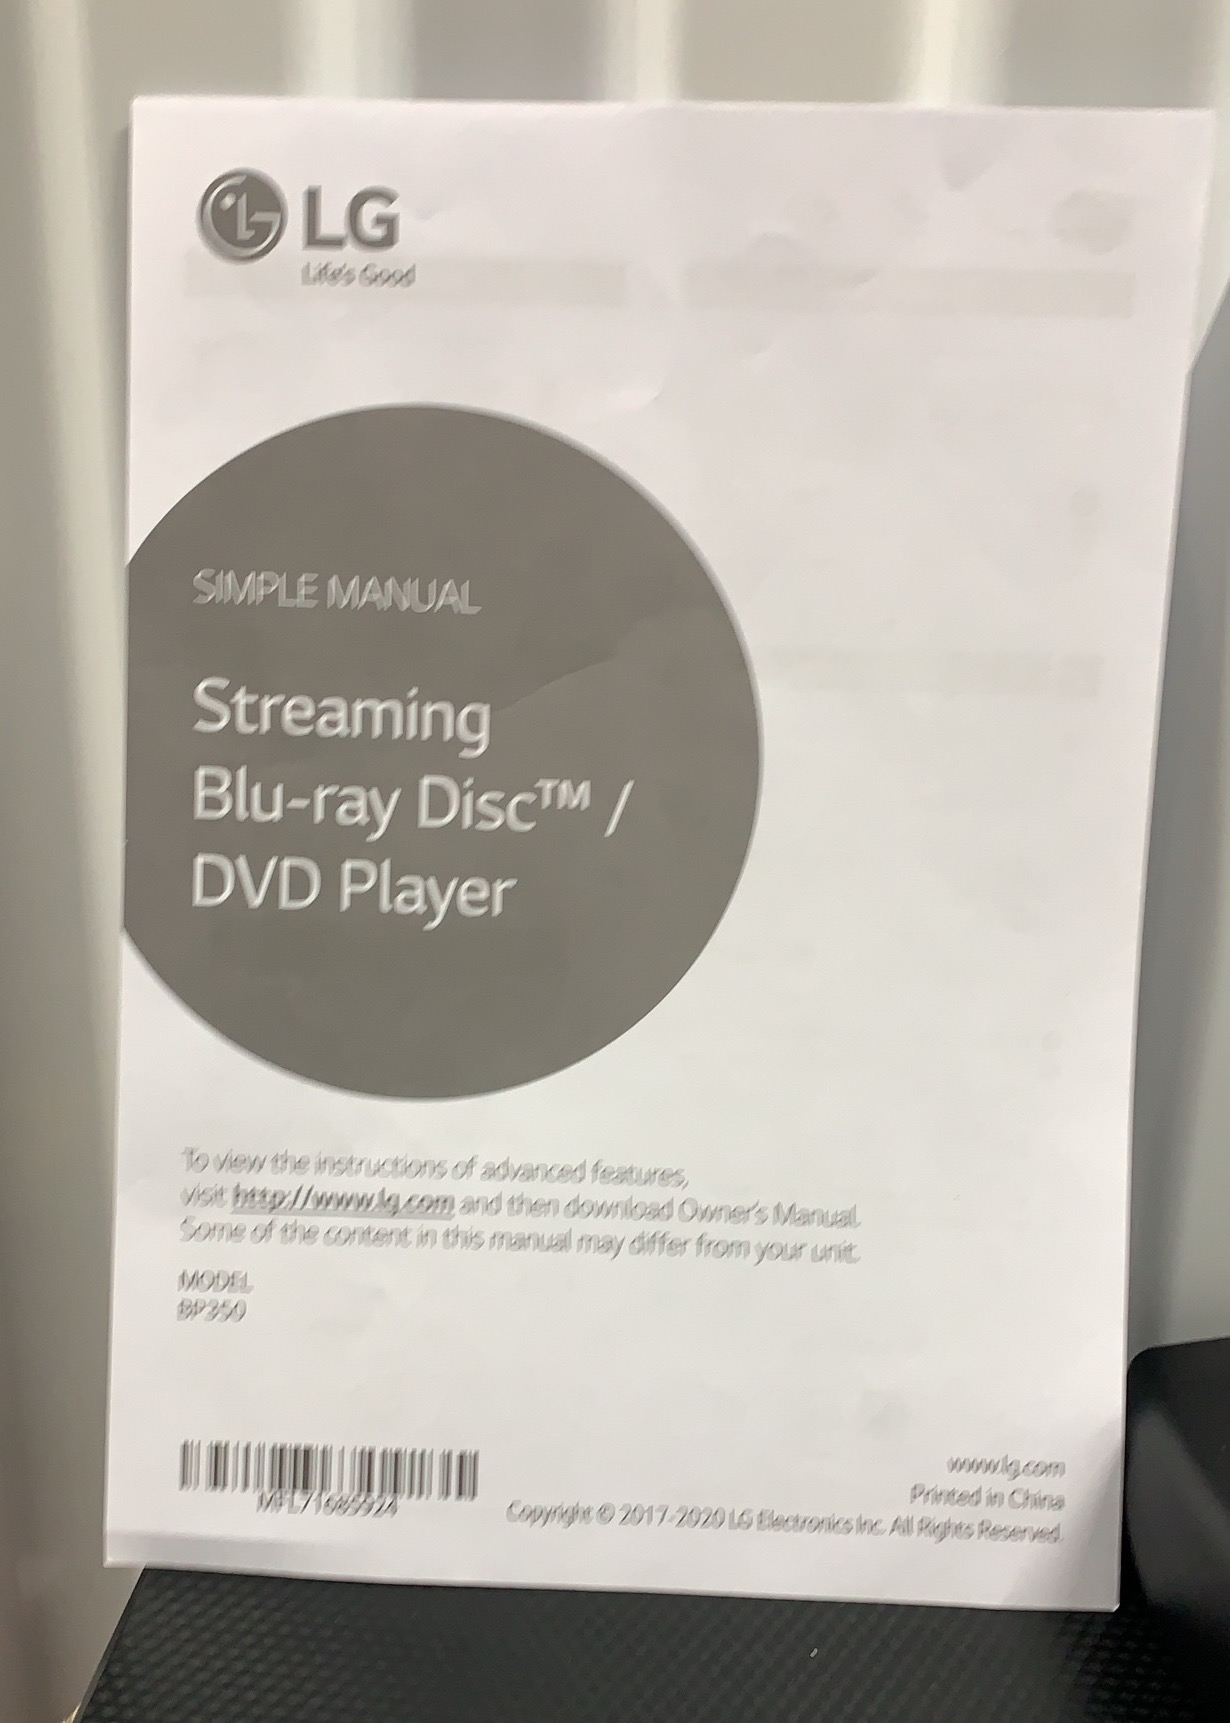 LG
Life's Good
SIMPLE MANUAL
Streaming
Blu-ray Disc™ /
DVD Player
To view the instructions of advanced features,
visit http://www.lg.com and then download Owner's Manual.
Some of the content in this manual may differ from your unit.
MODEL
BP350
MFL71685924
www.lg.com
Printed in China
Copyright © 2017-2020 LG Electronics Inc. All Rights Reserved.